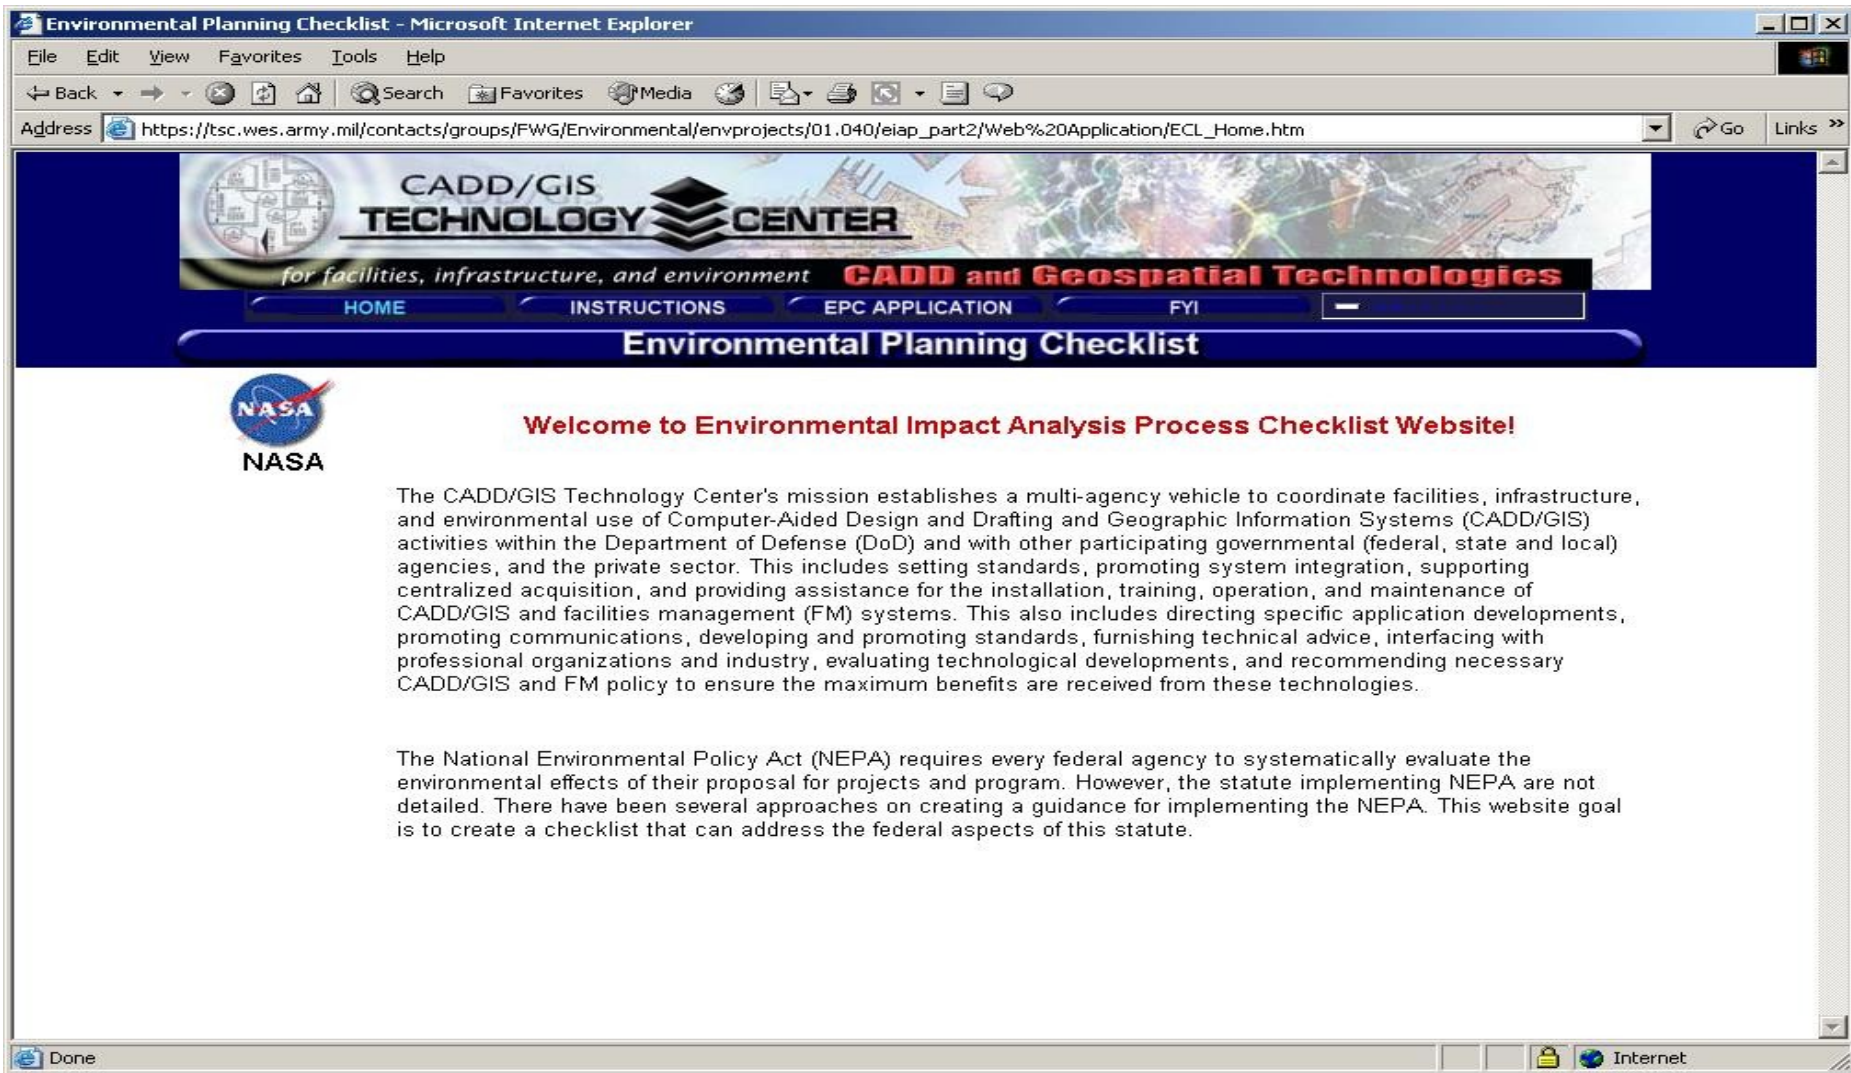 Environmental Planning Checklist - Microsoft Internet Explorer
File Edit View Favorites Tools Help
Back Search Favorites Media
Address https://tsc.wes.army.mil/contacts/groups/FWG/Environmental/envprojects/01.040/eiap_part2/Web%20Application/ECL_Home.htm Go Links »
CADD/GIS
TECHNOLOGY CENTER
for facilities, infrastructure, and environment CADD and Geospatial Technologies
HOME INSTRUCTIONS EPC APPLICATION FYI
Environmental Planning Checklist
NASA
NASA
Welcome to Environmental Impact Analysis Process Checklist Website!
The CADD/GIS Technology Center's mission establishes a multi-agency vehicle to coordinate facilities, infrastructure,
and environmental use of Computer-Aided Design and Drafting and Geographic Information Systems (CADD/GIS)
activities within the Department of Defense (DoD) and with other participating governmental (federal, state and local)
agencies, and the private sector. This includes setting standards, promoting system integration, supporting
centralized acquisition, and providing assistance for the installation, training, operation, and maintenance of
CADD/GIS and facilities management (FM) systems. This also includes directing specific application developments,
promoting communications, developing and promoting standards, furnishing technical advice, interfacing with
professional organizations and industry, evaluating technological developments, and recommending necessary
CADD/GIS and FM policy to ensure the maximum benefits are received from these technologies.
The National Environmental Policy Act (NEPA) requires every federal agency to systematically evaluate the
environmental effects of their proposal for projects and program. However, the statute implementing NEPA are not
detailed. There have been several approaches on creating a guidance for implementing the NEPA. This website goal
is to create a checklist that can address the federal aspects of this statute.
Done Internet